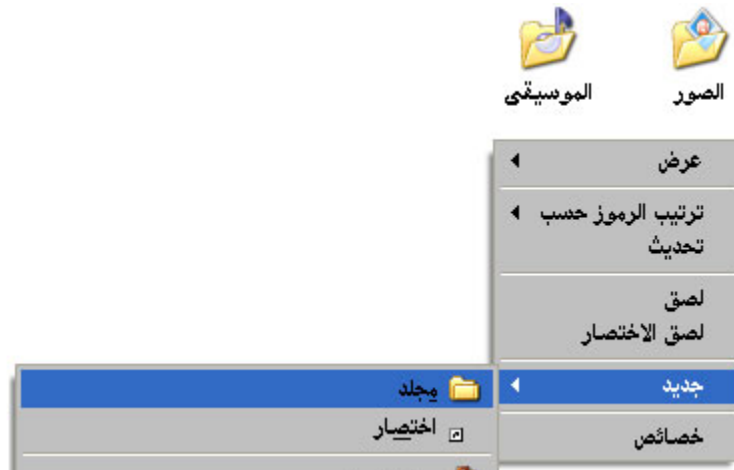 الصور
الموسيقى
عرض
ترتيب الرموز حسب
تحديث
لصق
لصق الاختصار
جديد
خصائص
مجلد
اختصار